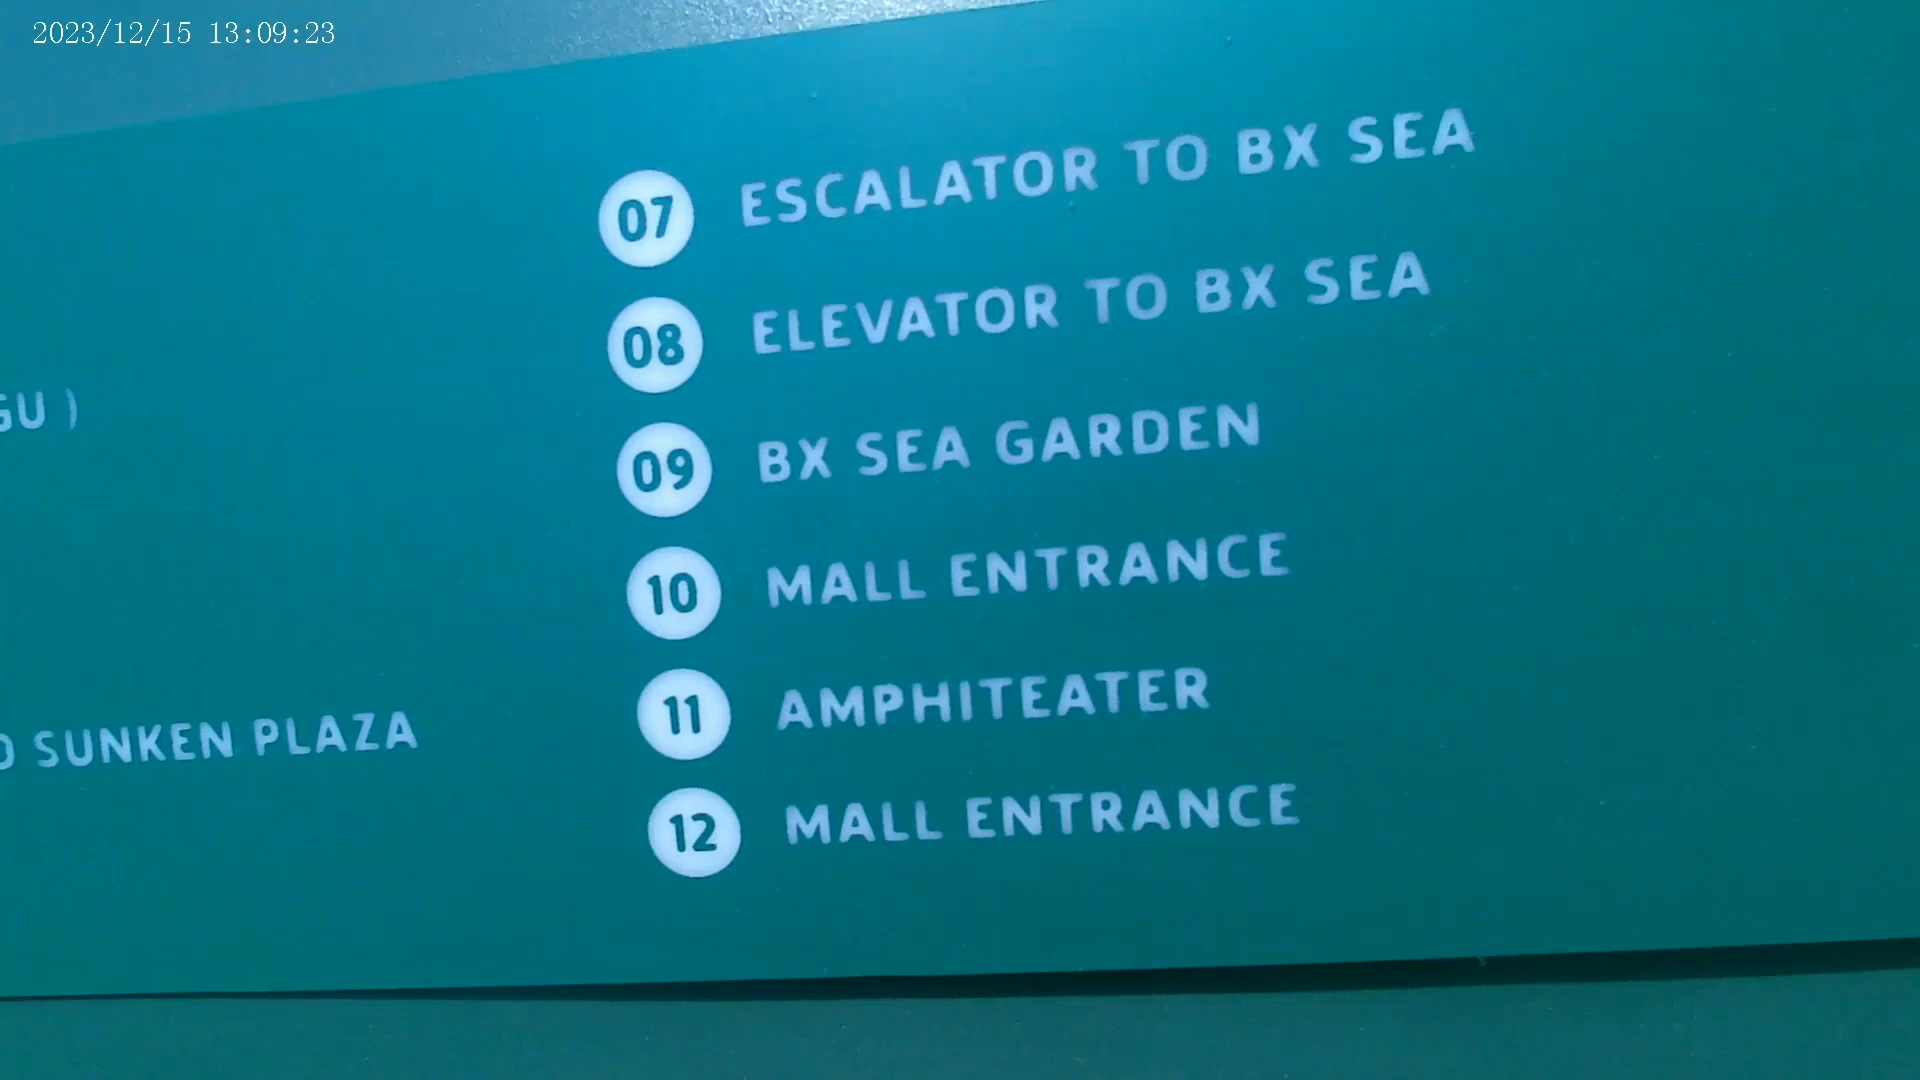 2023/12/15 13:09:23
07 ESCALATOR TO BX SEA
08 ELEVATOR TO BX SEA
GU )
09 BX SEA GARDEN
10 MALL ENTRANCE
11 AMPHITEATER
SUNKEN PLAZA
12 MALL ENTRANCE